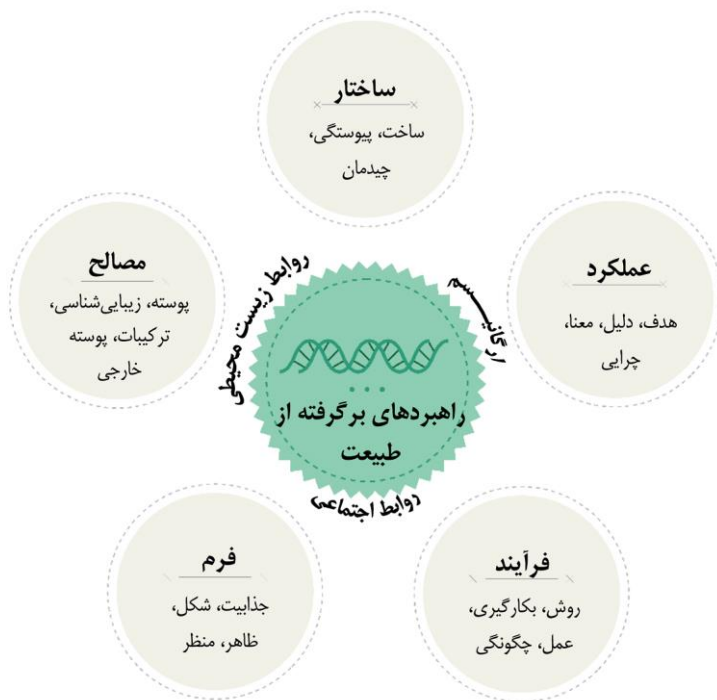 ساختار
ساخت، پیوستگی،
چیدمان
عملکرد
هدف، دلیل، معنا،
چرایی
مصالح
پوسته، زیبایی‌شناسی،
ترکیبات، پوسته
خارجی
روابط زیست محیطی
ارگانیـــسم
راهبردهای برگرفته از
طبیعت
روابط اجتماعی
فرآیند
روش، بکارگیری،
عمل، چگونگی
فرم
جذابیت، شکل،
ظاهر، منظر